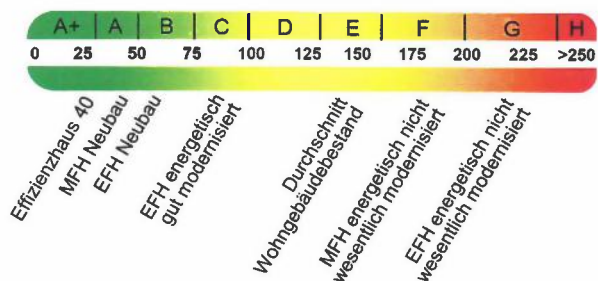 A+ A B C D E F G H
0 25 50 75 100 125 150 175 200 225 >250
Effizienzhaus 40
MFH Neubau
EFH Neubau
EFH energetisch
gut modernisiert
Durchschnitt
Wohngebäudebestand
MFH energetisch nicht
wesentlich modernisiert
EFH energetisch nicht
wesentlich modernisiert